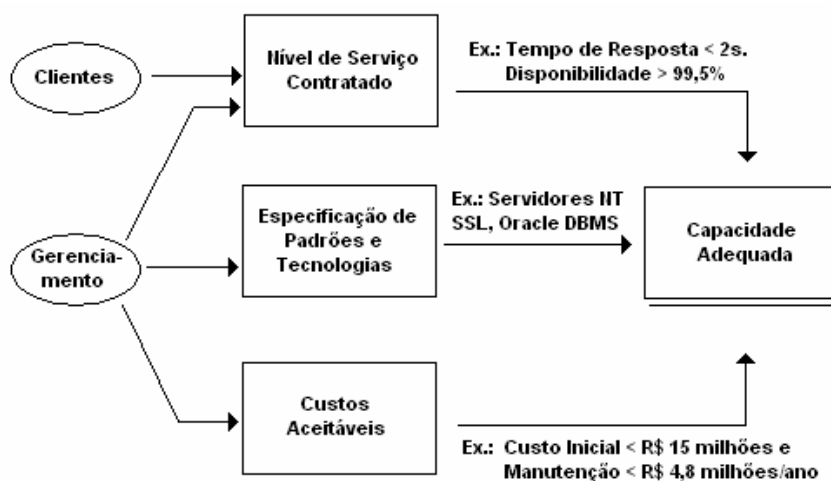 Clientes
Nível de Serviço
Contratado
Ex.: Tempo de Resposta < 2s.
Disponibilidade > 99,5%
Gerencia-
mento
Especificação de
Padrões e
Tecnologias
Ex.: Servidores NT
SSL, Oracle DBMS
Capacidade
Adequada
Custos
Aceitáveis
Ex.: Custo Inicial < R$ 15 milhões e
Manutenção < R$ 4,8 milhões/ano